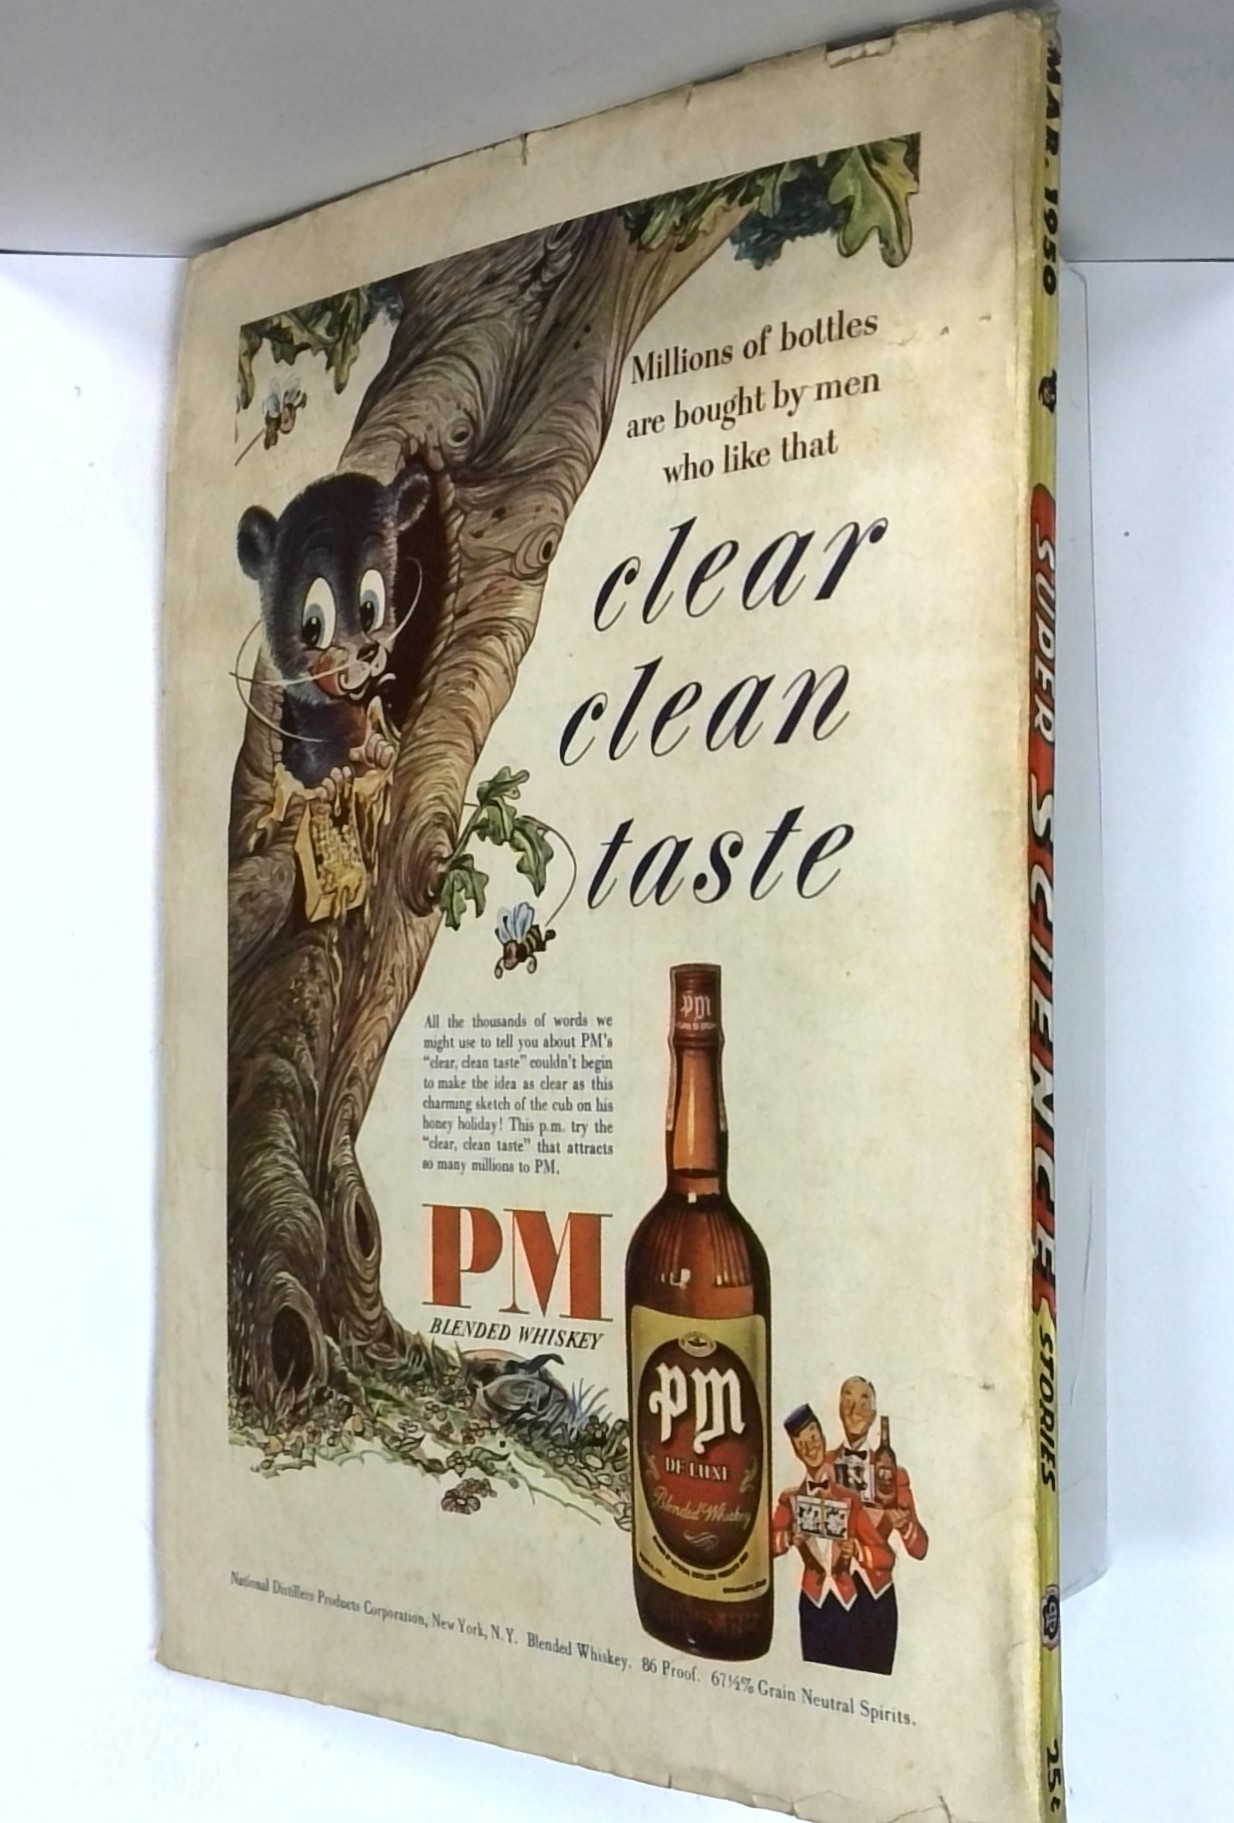 Millions of bottles
are bought by men
who like that
clear
clean
taste
All the thousands of words we
might use to tell you about PM's
"clear, clean taste" couldn't begin
to make the idea as clear as this
charming sketch of the cub on his
honey holiday! This p.m. try the
"clear, clean taste" that attracts
so many millions to PM.
PM
BLENDED WHISKEY
pm
pm
DE LUXE
Blended Whiskey
National Distillers Products Corporation, New York, N.Y. Blended Whiskey. 86 Proof. 67½% Grain Neutral Spirits.
MAR. 1950
SUPER SCIENCE STORIES
25¢